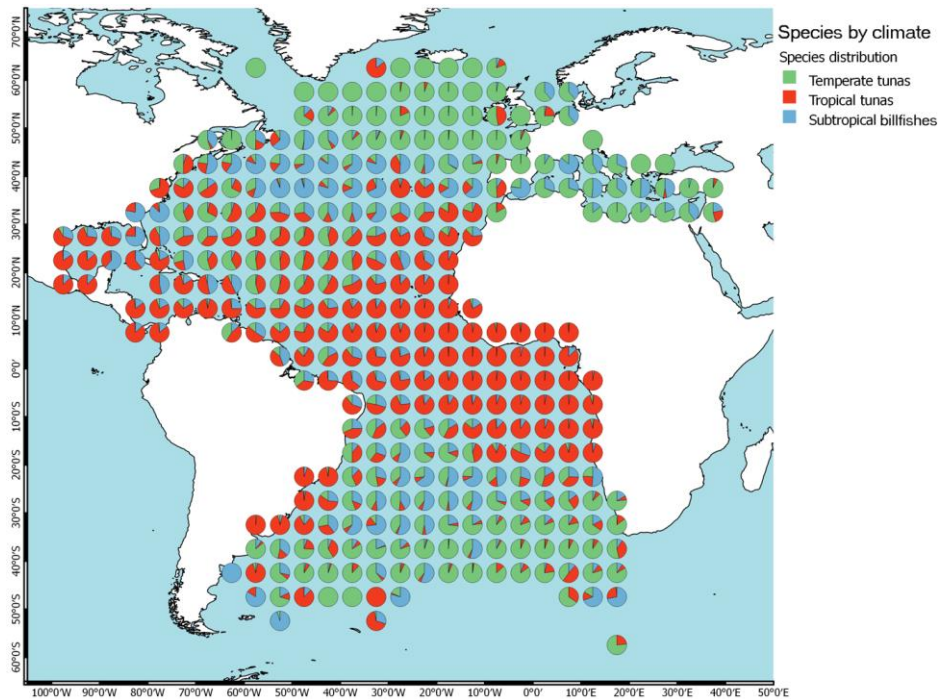 Species by climate
Species distribution
Temperate tunas
Tropical tunas
Subtropical billfishes
70°0'N
60°0'N
50°0'N
40°0'N
30°0'N
20°0'N
10°0'N
0°0'
10°0'S
20°0'S
30°0'S
40°0'S
50°0'S
60°0'S
100°0'W 90°0'W 80°0'W 70°0'W 60°0'W 50°0'W 40°0'W 30°0'W 20°0'W 10°0'W 0°0' 10°0'E 20°0'E 30°0'E 40°0'E 50°0'E